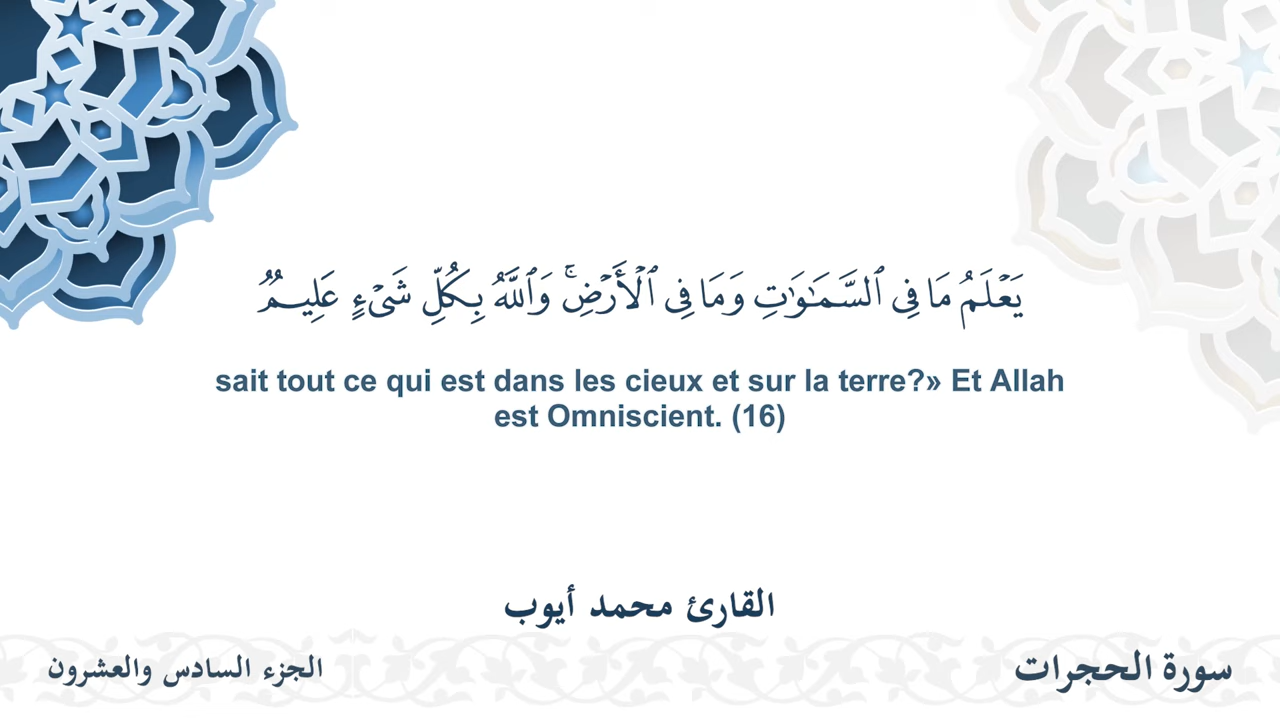 يَعْلَمُ مَا فِى ٱلسَّمَـٰوَٰتِ وَمَا فِى ٱلْأَرْضِ ۚ وَٱللَّهُ بِكُلِّ شَىْءٍ عَلِيمٌ
sait tout ce qui est dans les cieux et sur la terre?» Et Allah
est Omniscient. (16)
القارئ محمد أيوب
سورة الحجرات
الجزء السادس والعشرون